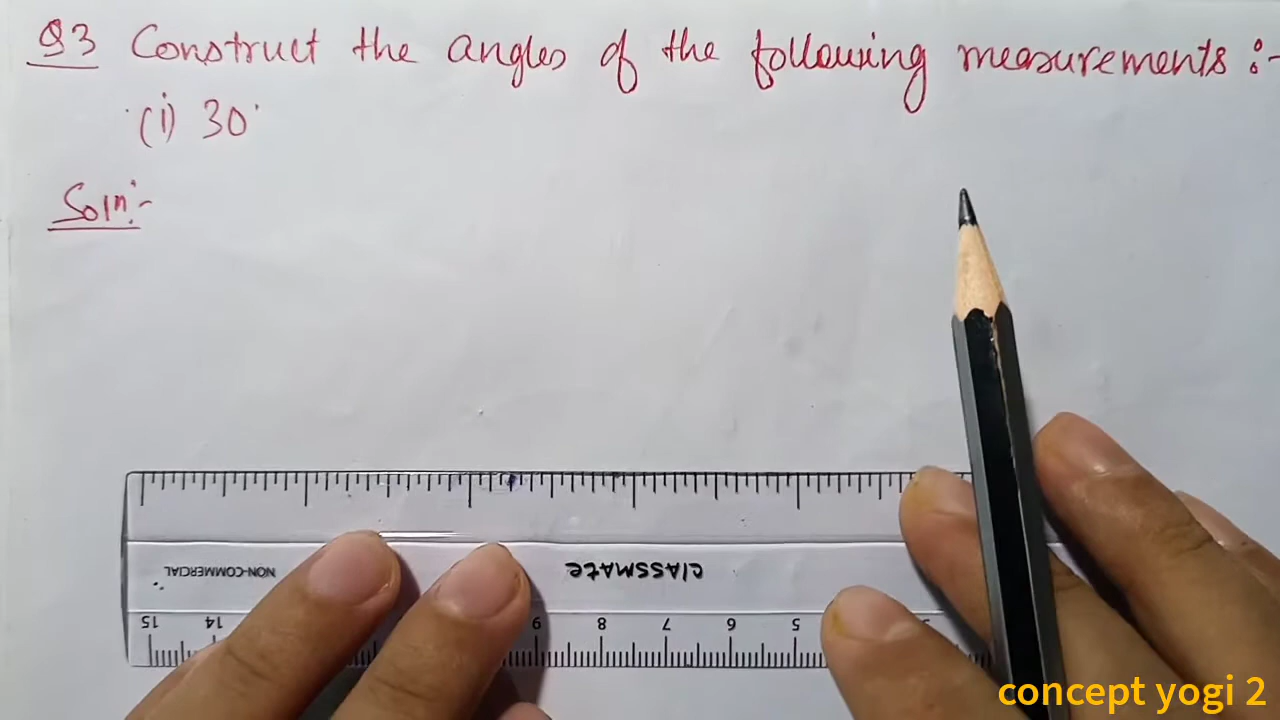 Q3 Construct the angles of the following measurements :-
(i) 30°
Soln:-
NON-COMMERCIAL
classmate
15 14 9 8 7 6 5
concept yogi 2